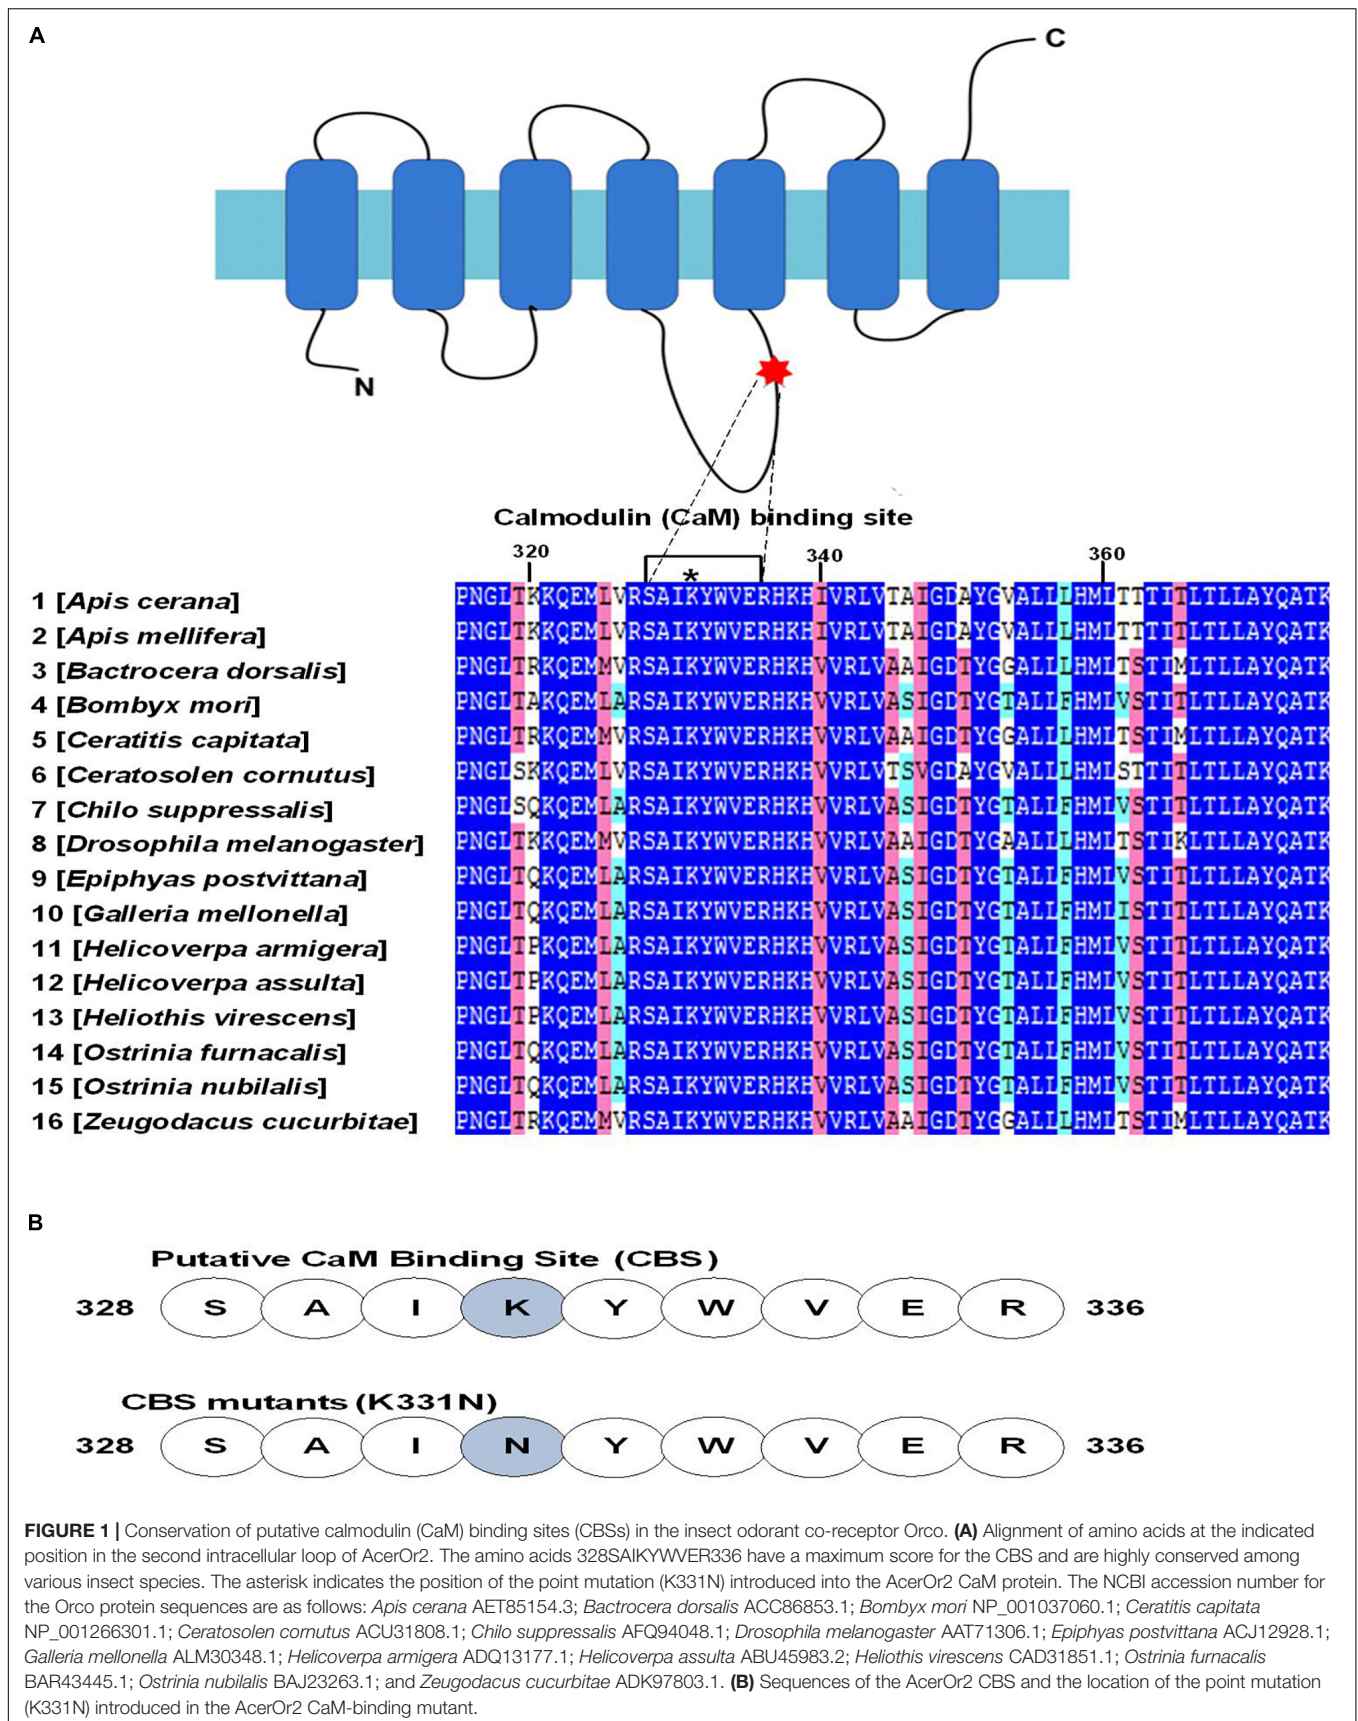 A
C
N
Calmodulin (CaM) binding site
320 340 360
*
1 [Apis cerana] PNGLTKKQEMLVRSAIKYWVERHKHIVRLVTAIGDAYGVALLLHMLTTTITLTLLAYQATK
2 [Apis mellifera] PNGLTKKQEMLVRSAIKYWVERHKHIVRLVTAIGDAYGVALLLHMLTTTITLTLLAYQATK
3 [Bactrocera dorsalis] PNGLTRKQEMMVRSAIKYWVERHKHVVRLVAAIGDTYGGALLLHMLTSTIMLTLLAYQATK
4 [Bombyx mori] PNGLTAKQEMLARSAIKYWVERHKHVVRLVASIGDTYGTALLFHMLVSTITLTLLAYQATK
5 [Ceratitis capitata] PNGLTRKQEMMVRSAIKYWVERHKHVVRLVAAIGDTYGGALLLHMLTSTIMLTLLAYQATK
6 [Ceratosolen cornutus] PNGLSKKQEMLVRSAIKYWVERHKHVVRLVTSVGDAYGVALLLHMLSTTITLTLLAYQATK
7 [Chilo suppressalis] PNGLSQKQEMLARSAIKYWVERHKHVVRLVASIGDTYGTALLFHMLVSTITLTLLAYQATK
8 [Drosophila melanogaster] PNGLTKKQEMMVRSAIKYWVERHKHVVRLVAAIGDTYGAALLLHMLTSTIKLTLLAYQATK
9 [Epiphyas postvittana] PNGLTQKQEMLARSAIKYWVERHKHVVRLVASIGDTYGTALLFHMLVSTITLTLLAYQATK
10 [Galleria mellonella] PNGLTQKQEMLARSAIKYWVERHKHVVRLVASIGDTYGTALLFHMLISTITLTLLAYQATK
11 [Helicoverpa armigera] PNGLTPKQEMLARSAIKYWVERHKHVVRLVASIGDTYGTALLFHMLVSTITLTLLAYQATK
12 [Helicoverpa assulta] PNGLTPKQEMLARSAIKYWVERHKHVVRLVASIGDTYGTALLFHMLVSTITLTLLAYQATK
13 [Heliothis virescens] PNGLTPKQEMLARSAIKYWVERHKHVVRLVASIGDTYGTALLFHMLVSTITLTLLAYQATK
14 [Ostrinia furnacalis] PNGLTQKQEMLARSAIKYWVERHKHVVRLVASIGDTYGTALLFHMLVSTITLTLLAYQATK
15 [Ostrinia nubilalis] PNGLTQKQEMLARSAIKYWVERHKHVVRLVASIGDTYGTALLFHMLVSTITLTLLAYQATK
16 [Zeugodacus cucurbitae] PNGLTRKQEMMVRSAIKYWVERHKHVVRLVAAIGDTYGGALLLHMLTSTIMLTLLAYQATK
B
Putative CaM Binding Site (CBS)
328 S A I K Y W V E R 336
CBS mutants (K331N)
328 S A I N Y W V E R 336
FIGURE 1 | Conservation of putative calmodulin (CaM) binding sites (CBSs) in the insect odorant co-receptor Orco. (A) Alignment of amino acids at the indicated
position in the second intracellular loop of AcerOr2. The amino acids 328SAIKYWVER336 have a maximum score for the CBS and are highly conserved among
various insect species. The asterisk indicates the position of the point mutation (K331N) introduced into the AcerOr2 CaM protein. The NCBI accession number for
the Orco protein sequences are as follows: Apis cerana AET85154.3; Bactrocera dorsalis ACC86853.1; Bombyx mori NP_001037060.1; Ceratitis capitata
NP_001266301.1; Ceratosolen cornutus ACU31808.1; Chilo suppressalis AFQ94048.1; Drosophila melanogaster AAT71306.1; Epiphyas postvittana ACJ12928.1;
Galleria mellonella ALM30348.1; Helicoverpa armigera ADQ13177.1; Helicoverpa assulta ABU45983.2; Heliothis virescens CAD31851.1; Ostrinia furnacalis
BAR43445.1; Ostrinia nubilalis BAJ23263.1; and Zeugodacus cucurbitae ADK97803.1. (B) Sequences of the AcerOr2 CBS and the location of the point mutation
(K331N) introduced in the AcerOr2 CaM-binding mutant.